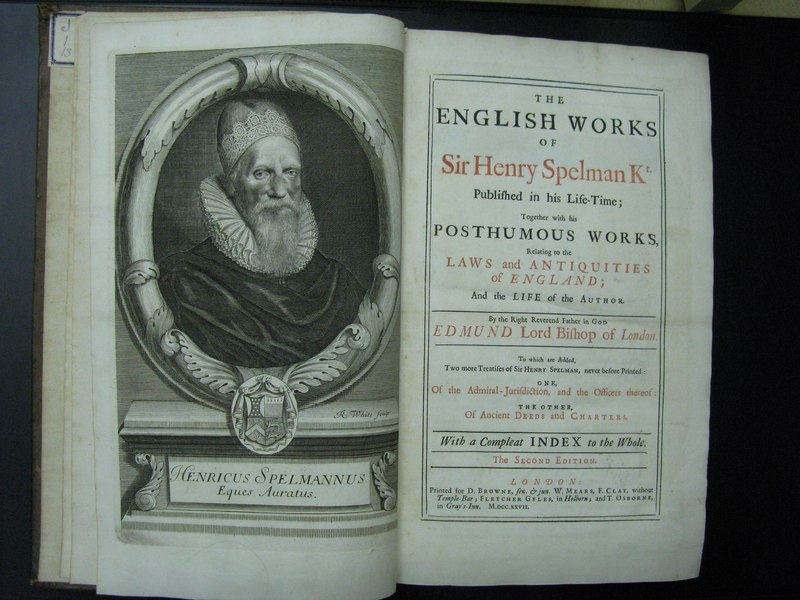 J
1
13
R. White sculp
HENRICUS SPELMANNUS
Eques Auratus.
THE
ENGLISH WORKS
OF
Sir Henry Spelman Kt.
Publiſhed in his Life-Time;
Together with his
POSTHUMOUS WORKS,
Relating to the
LAWS and ANTIQUITIES
of ENGLAND;
And the LIFE of the AUTHOR.
By the Right Reverend Father in GOD
EDMUND Lord Biſhop of London.
To which are Added,
Two more Treatiſes of Sir HENRY SPELMAN, never before Printed:
ONE,
Of the Admiral-Juriſdiction, and the Officers thereof:
THE OTHER,
Of Ancient DEEDS and CHARTERS.
With a Compleat INDEX to the Whole.
The SECOND EDITION.
LONDON:
Printed for D. BROWNE, ſen. & jun. W. MEARS, F. CLAY, without
Temple-Bar; FLETCHER GYLES, in Holborn; and T. OSBORNE,
in Gray's-Inn. M.DCC.XXVII.